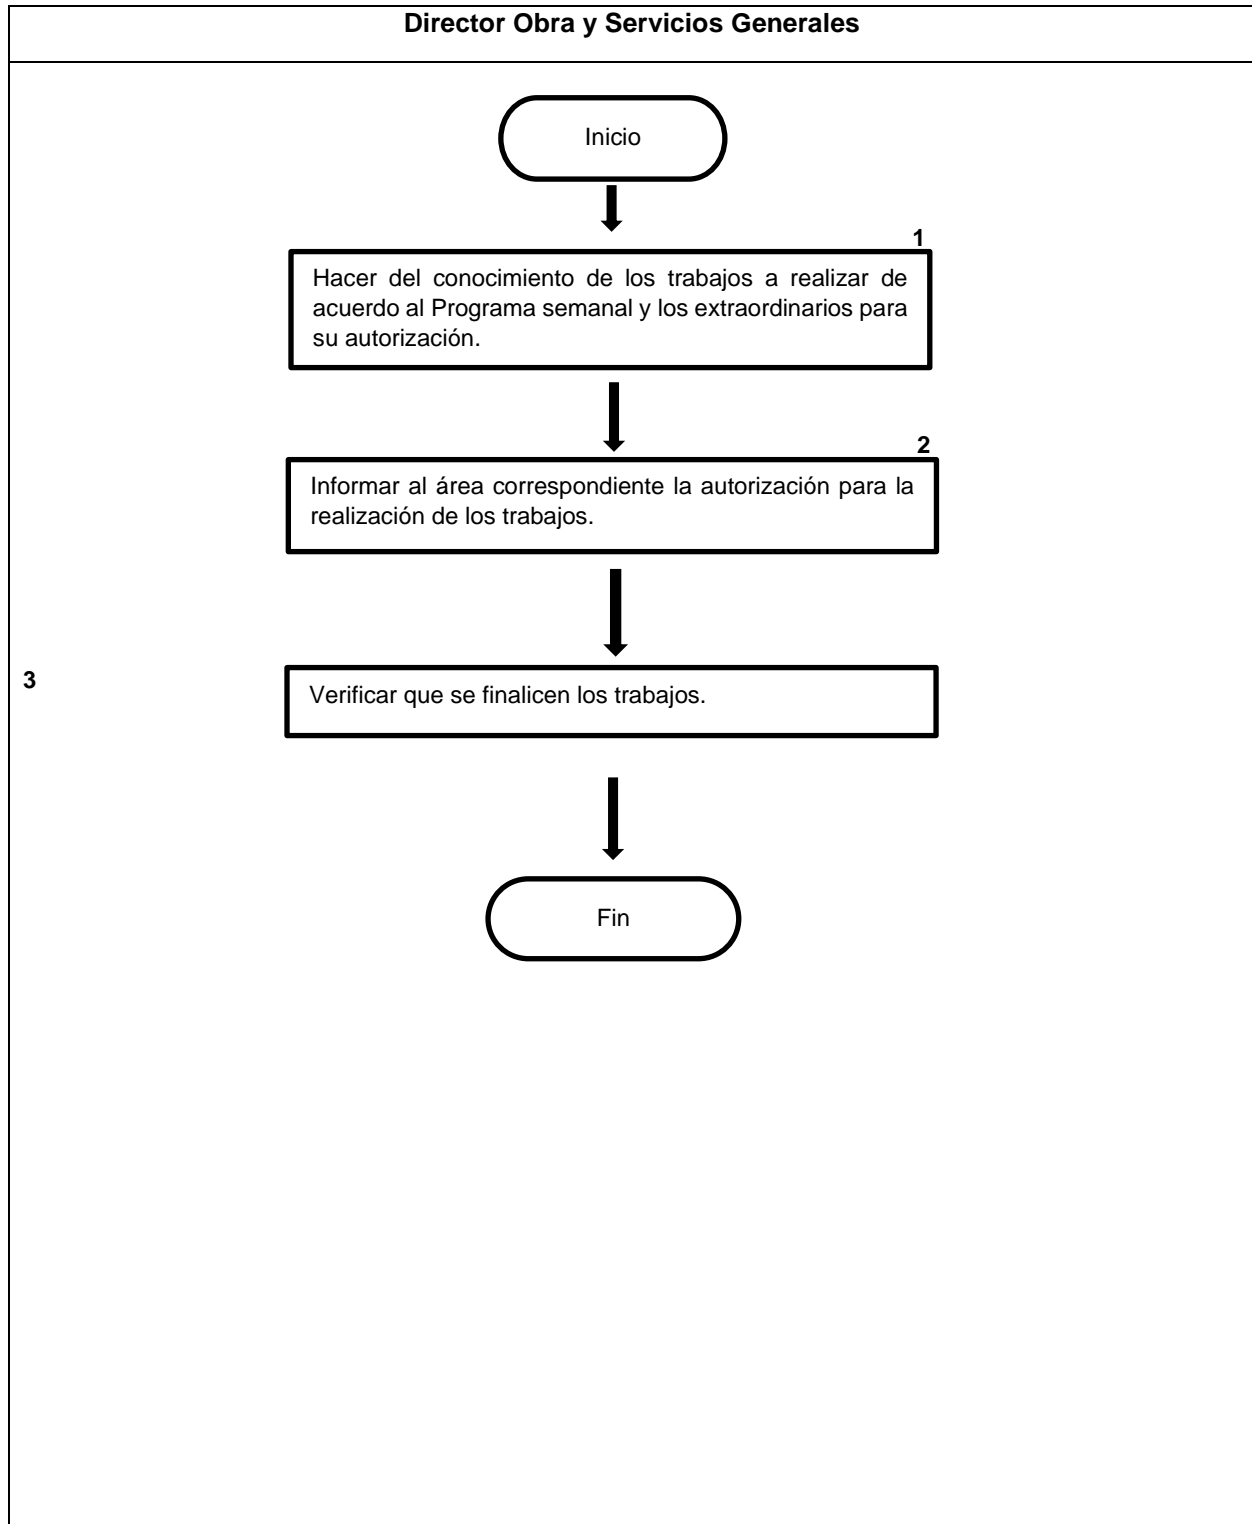 Director Obra y Servicios Generales
Inicio
1
Hacer del conocimiento de los trabajos a realizar de
acuerdo al Programa semanal y los extraordinarios para
su autorización.
2
Informar al área correspondiente la autorización para la
realización de los trabajos.
3
Verificar que se finalicen los trabajos.
Fin